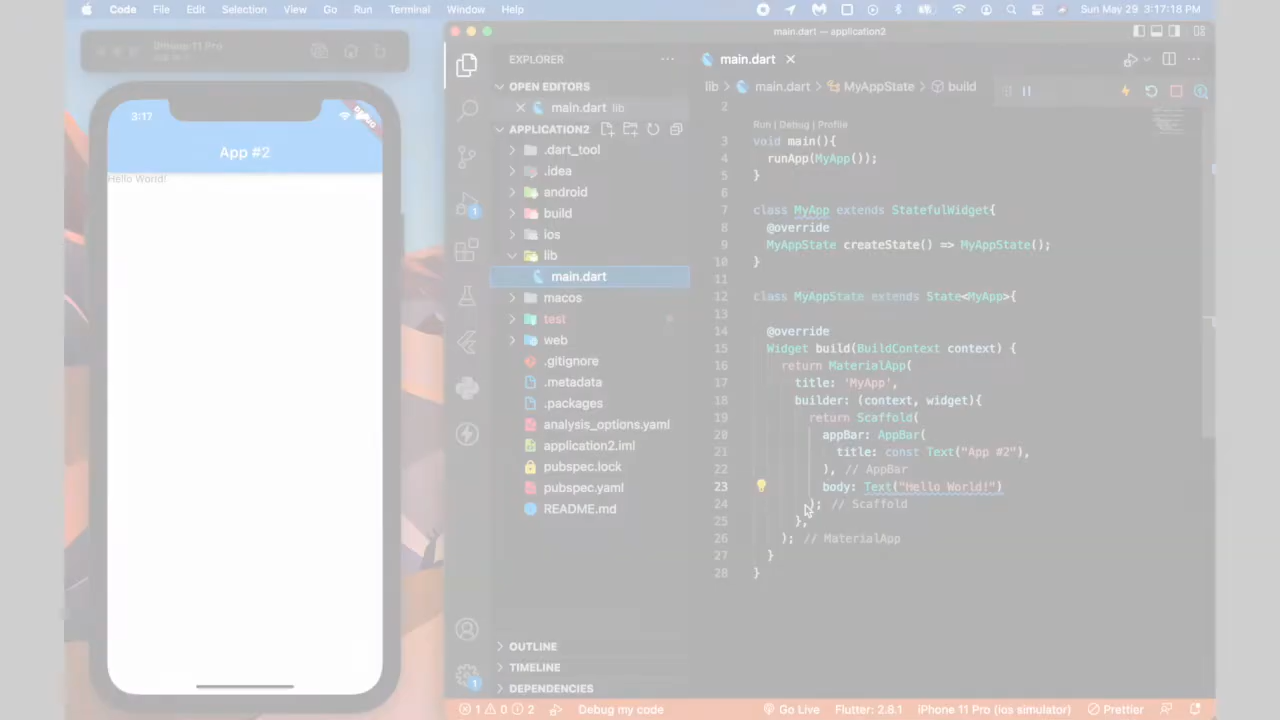 Code File Edit Selection View Go Run Terminal Window Help
Sun May 29 3:17:18 PM
iPhone 11 Pro
3:17
App #2
Hello World!
main.dart — application2
EXPLORER
OPEN EDITORS
main.dart lib
APPLICATION2
.dart_tool
.idea
android
build
ios
lib
main.dart
macos
test
web
.gitignore
.metadata
.packages
analysis_options.yaml
application2.iml
pubspec.lock
pubspec.yaml
README.md
OUTLINE
TIMELINE
DEPENDENCIES
1
1
main.dart
lib > main.dart > MyAppState > build
2
Run | Debug | Profile
3 void main(){
4 runApp(MyApp());
5 }
6
7 class MyApp extends StatefulWidget{
8 @override
9 MyAppState createState() => MyAppState();
10 }
11
12 class MyAppState extends State<MyApp>{
13
14 @override
15 Widget build(BuildContext context) {
16 return MaterialApp(
17 title: 'MyApp',
18 builder: (context, widget){
19 return Scaffold(
20 appBar: AppBar(
21 title: const Text("App #2"),
22 ), // AppBar
23 body: Text("Hello World!")
24 ); // Scaffold
25 },
26 ); // MaterialApp
27 }
28 }
1 0 2 Debug my code
Go Live Flutter: 2.8.1 iPhone 11 Pro (ios simulator) Prettier